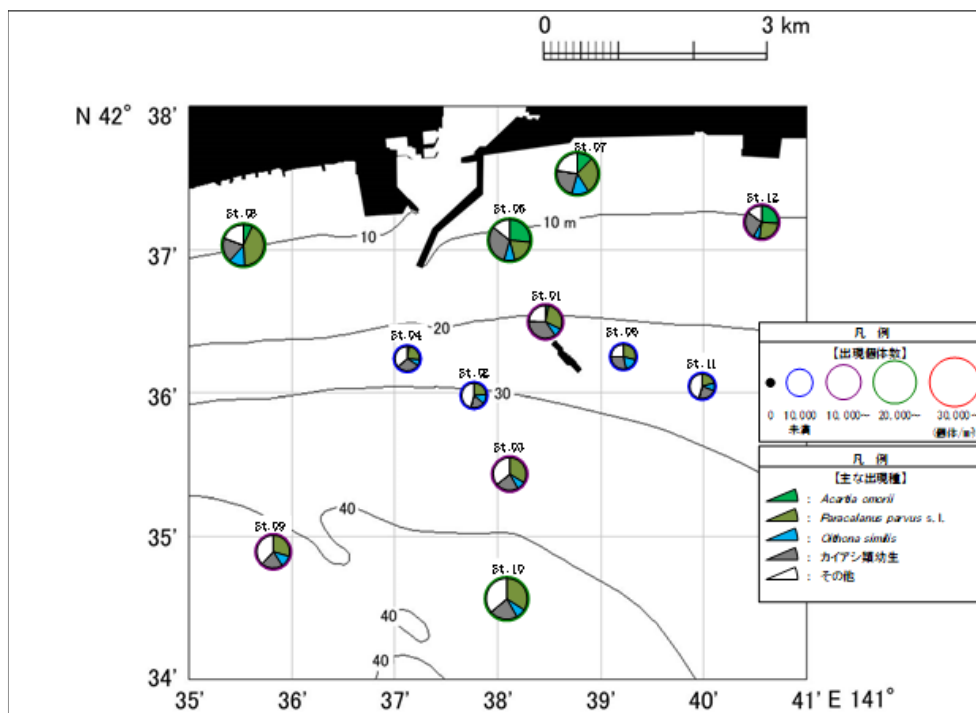 0 3 km
N 42° 38'
St.07
St.12
St.06
10 m
10
37'
St.01
20
St.04
St.11
St.02
36'
30
凡 例
【出現個体数】
0 10,000 未満 10,000~ 20,000~ 30,000~
(個体/m³)
St.03
凡 例
【主な出現種】
: Acartia omorii
: Paracalanus parvus s.l.
: Oithona similis
: カイアシ類幼生
: その他
St.09
40
35'
St.10
40
40
34'
35' 36' 37' 38' 39' 40' 41' E 141°